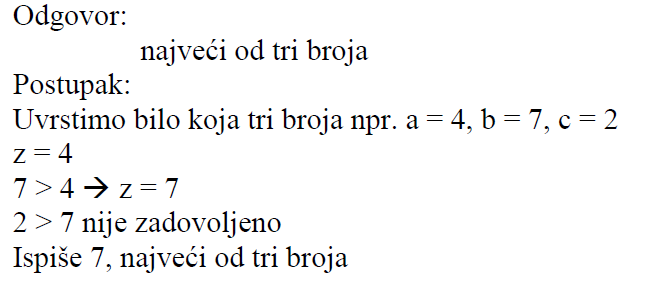 Odgovor:
najveći od tri broja
Postupak:
Uvrstimo bilo koja tri broja npr. a = 4, b = 7, c = 2
z = 4
7 > 4 → z = 7
2 > 7 nije zadovoljeno
Ispiše 7, najveći od tri broja